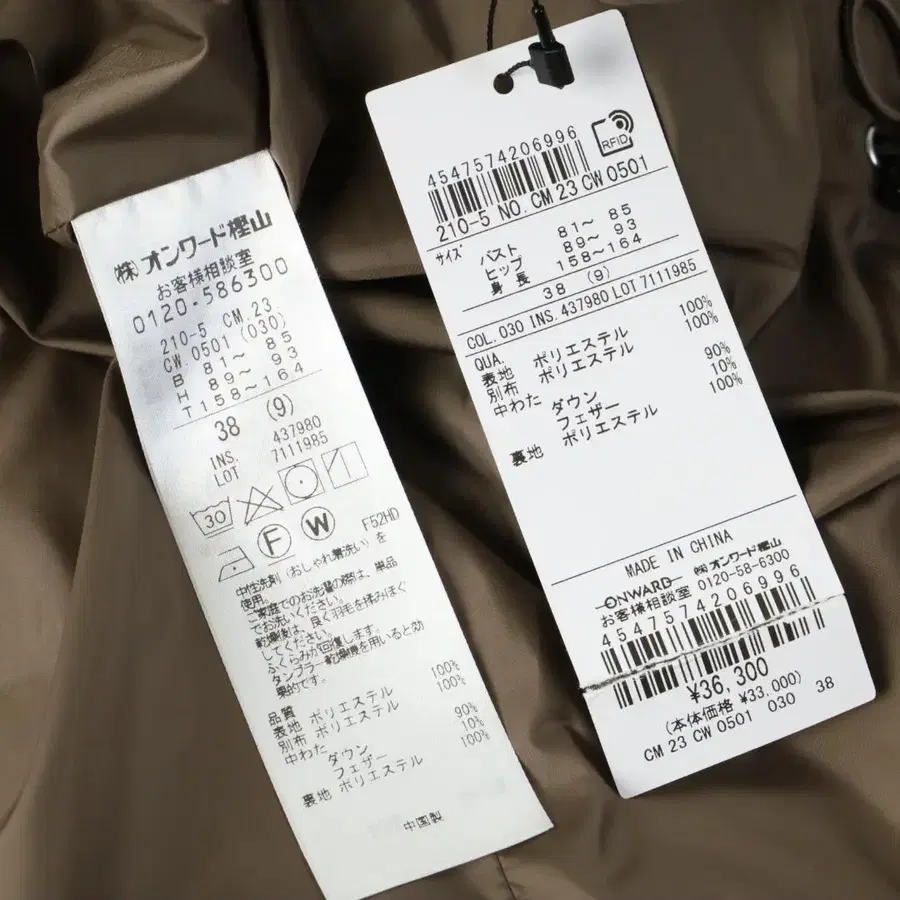 (株)オンワード樫山
お客様相談室
0120-586300
210-5 CM.23.
CW.0501 (030)
B 81～ 85
H 89～ 93
T 158～164
38 (9)
INS. 437980
LOT 7111985
30
F W
F52HD
中性洗剤（おしゃれ着洗い）を
使用。
ご家庭でのお洗濯の際は、単品
でお洗いください。
乾燥後は、良く羽毛を揉みほぐ
してください。
ふくらみが回復します。
タンブラー乾燥機を用いると効
果的です。
品質
表地 ポリエステル 100%
別布 ポリエステル 100%
中わた ダウン 90%
フェザー 10%
裏地 ポリエステル 100%
中国製
4547574206996
RFID
210-5 NO. CM 23 CW 0501
サイズ バスト 81～ 85
ヒップ 89～ 93
身長 158～164
38 (9)
COL. 030 INS. 437980 LOT 7111985
QUA.
表地 ポリエステル 100%
別布 ポリエステル 100%
中わた ダウン 90%
フェザー 10%
裏地 ポリエステル 100%
MADE IN CHINA
ONWARD (株)オンワード樫山
お客様相談室 0120-58-6300
4547574206996
¥36,300
(本体価格 ¥33,000)
CM 23 CW 0501 030 38